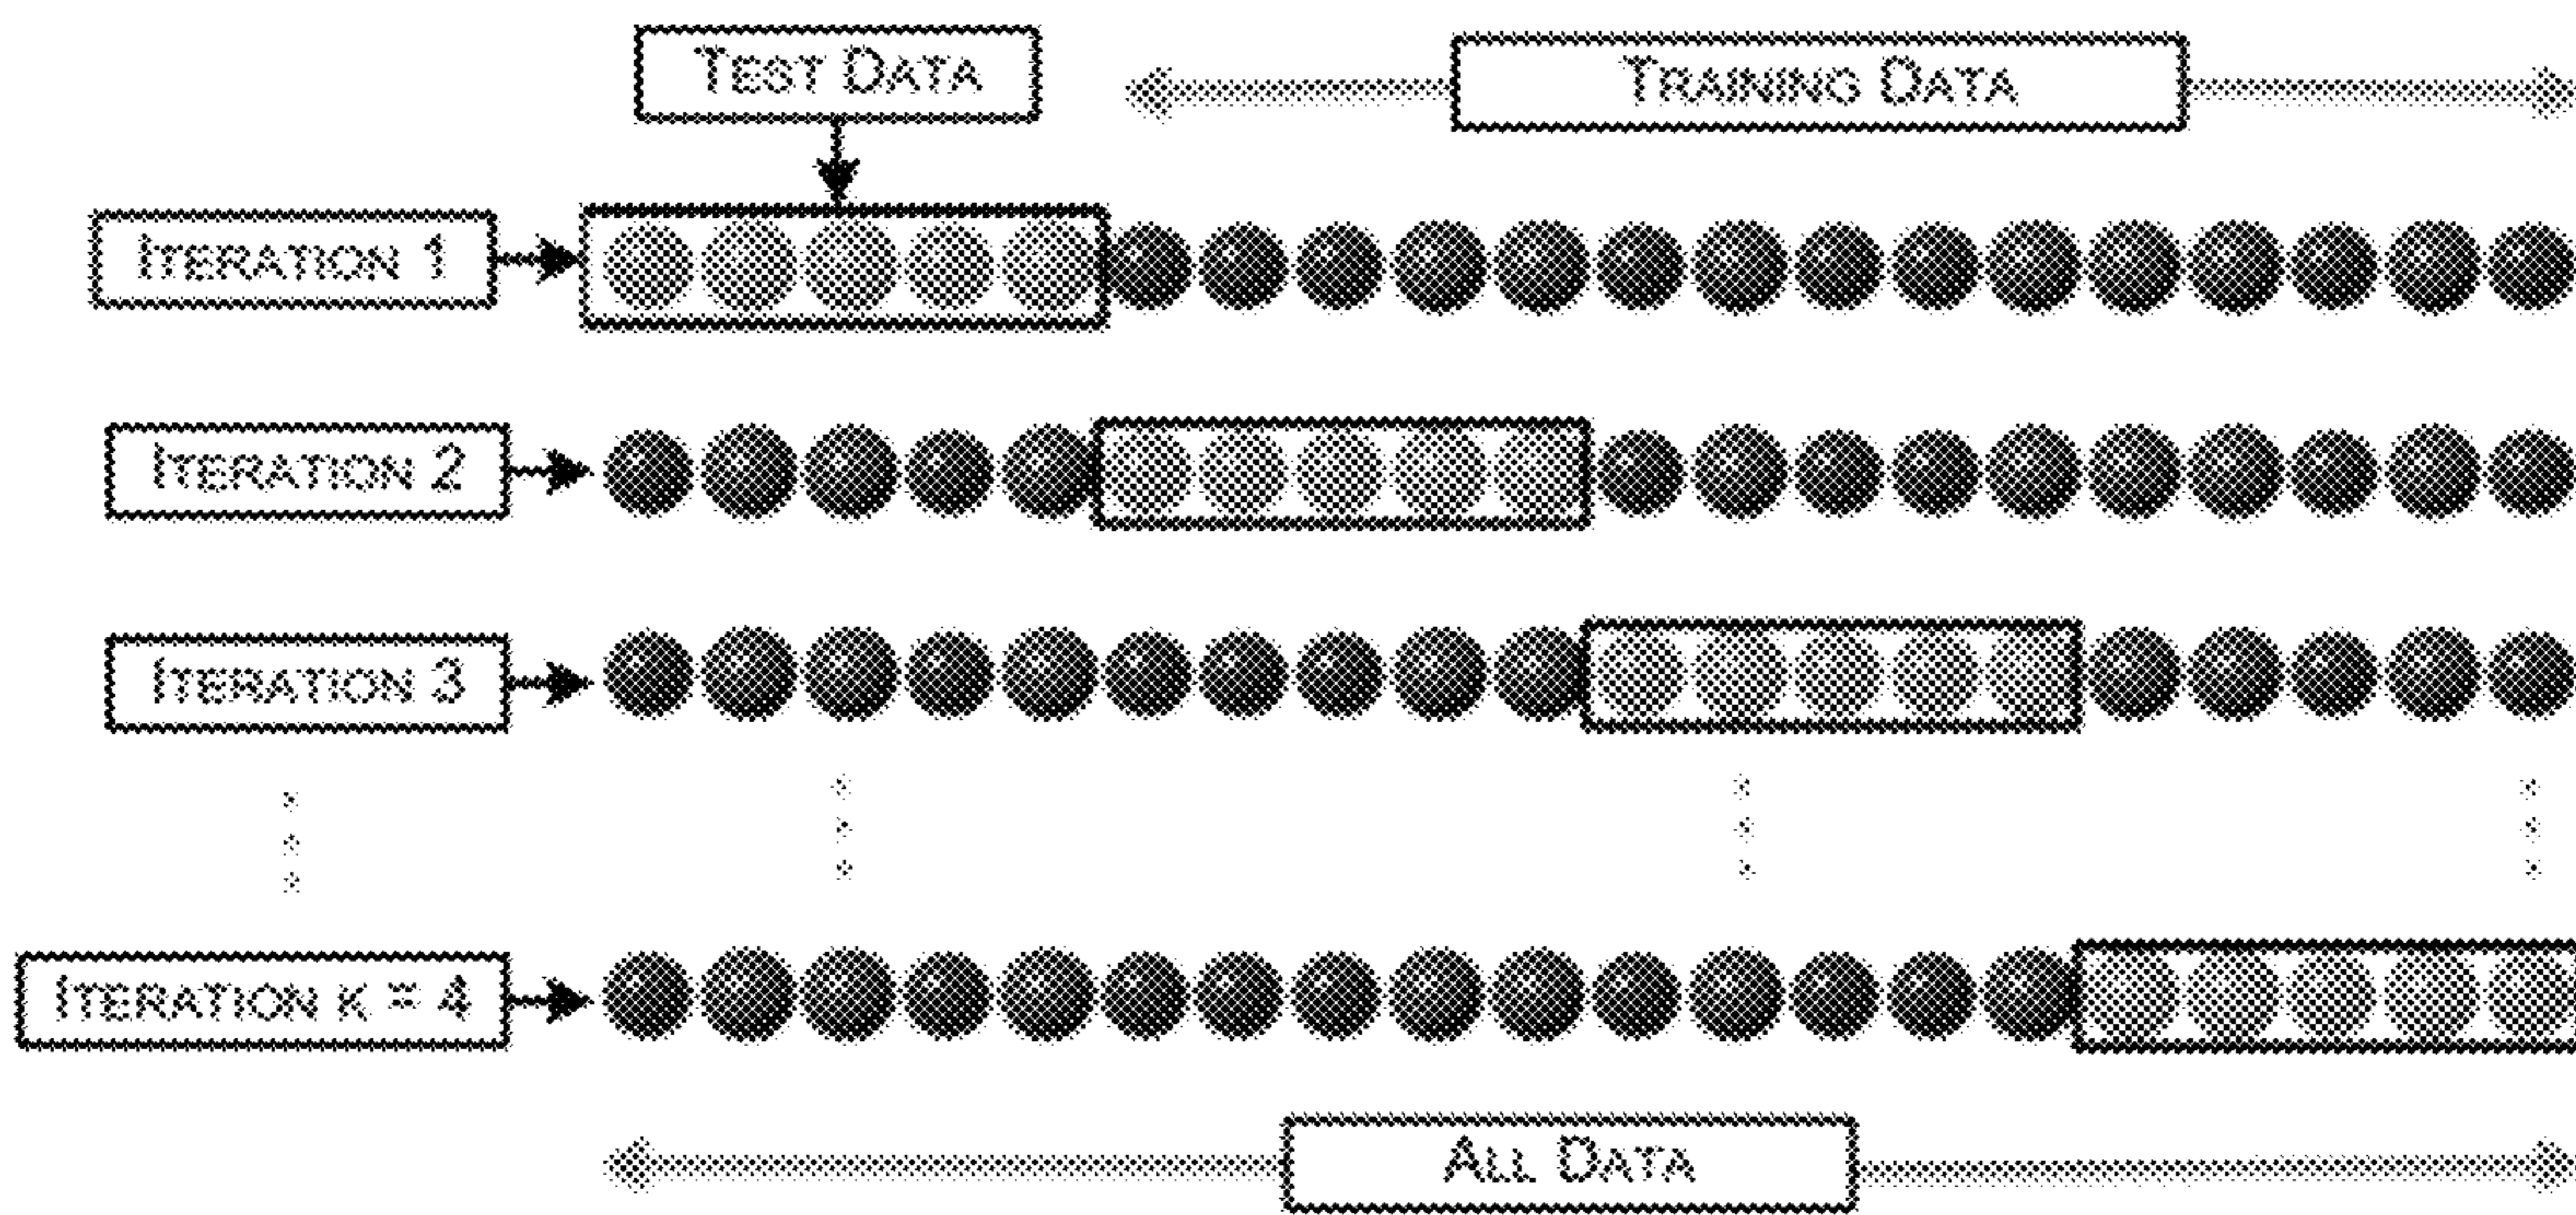 TEST DATA
TRAINING DATA
ITERATION 1
ITERATION 2
ITERATION 3
ITERATION K = 4
ALL DATA